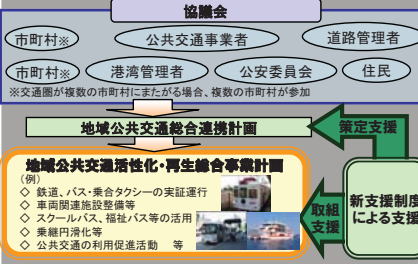 協議会
市町村※
公共交通事業者
道路管理者
市町村※
港湾管理者
公安委員会
住民
※交通圏が複数の市町村にまたがる場合、複数の市町村が参加
地域公共交通総合連携計画
策定支援
地域公共交通活性化・再生総合事業計画
(例)
◇ 鉄道、バス・乗合タクシーの実証運行
◇ 車両関連施設整備等
◇ スクールバス、福祉バス等の活用
◇ 乗継円滑化等
◇ 公共交通の利用促進活動 等
取組
支援
新支援制度
による支援